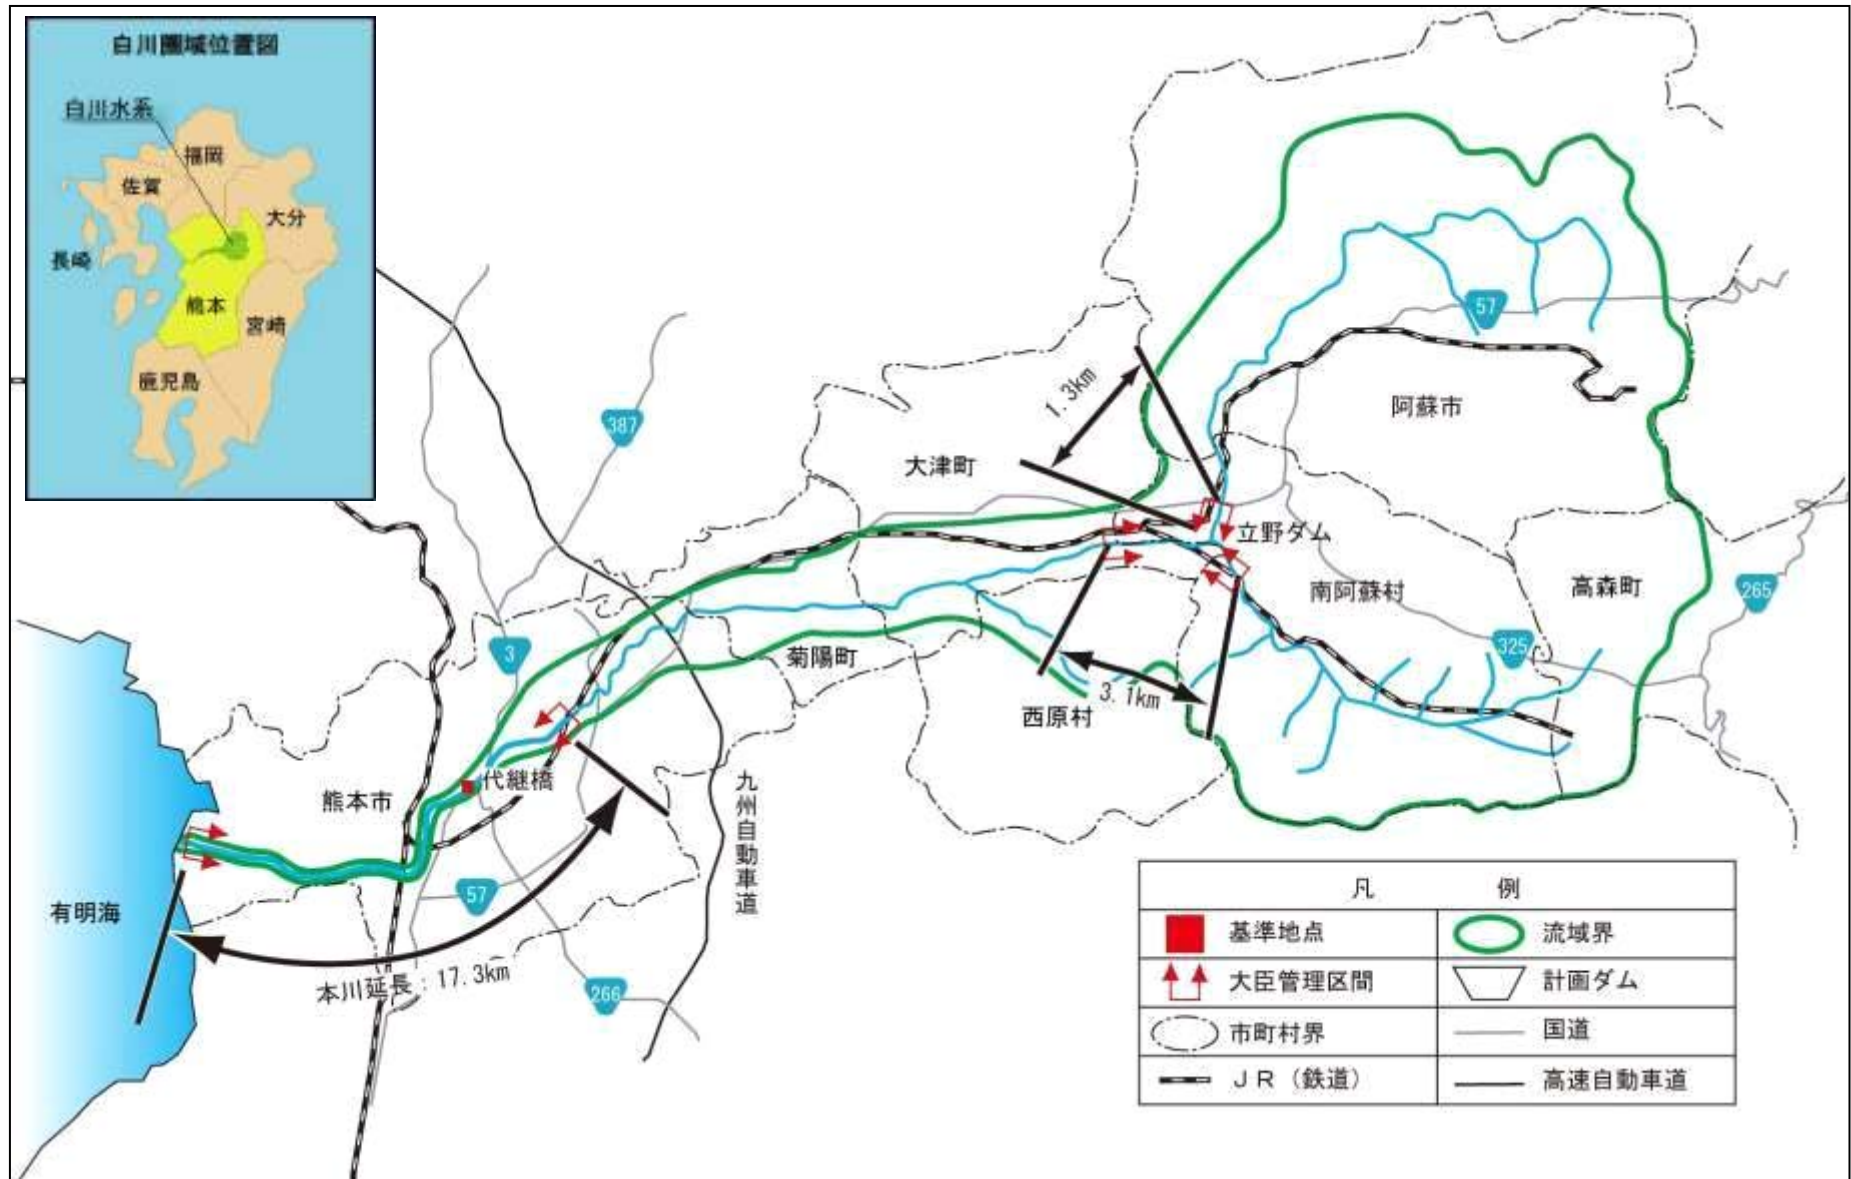 白川圏域位置図
白川水系
福岡
佐賀
大分
長崎
熊本
宮崎
鹿児島
57
387
1.3km
阿蘇市
大津町
立野ダム
南阿蘇村
高森町
265
325
3
菊陽町
西原村
3.1km
代継橋
熊本市
九州自動車道
有明海
57
本川延長：17.3km
266
凡 例
基準地点
流域界
大臣管理区間
計画ダム
市町村界
国道
ＪＲ（鉄道）
高速自動車道